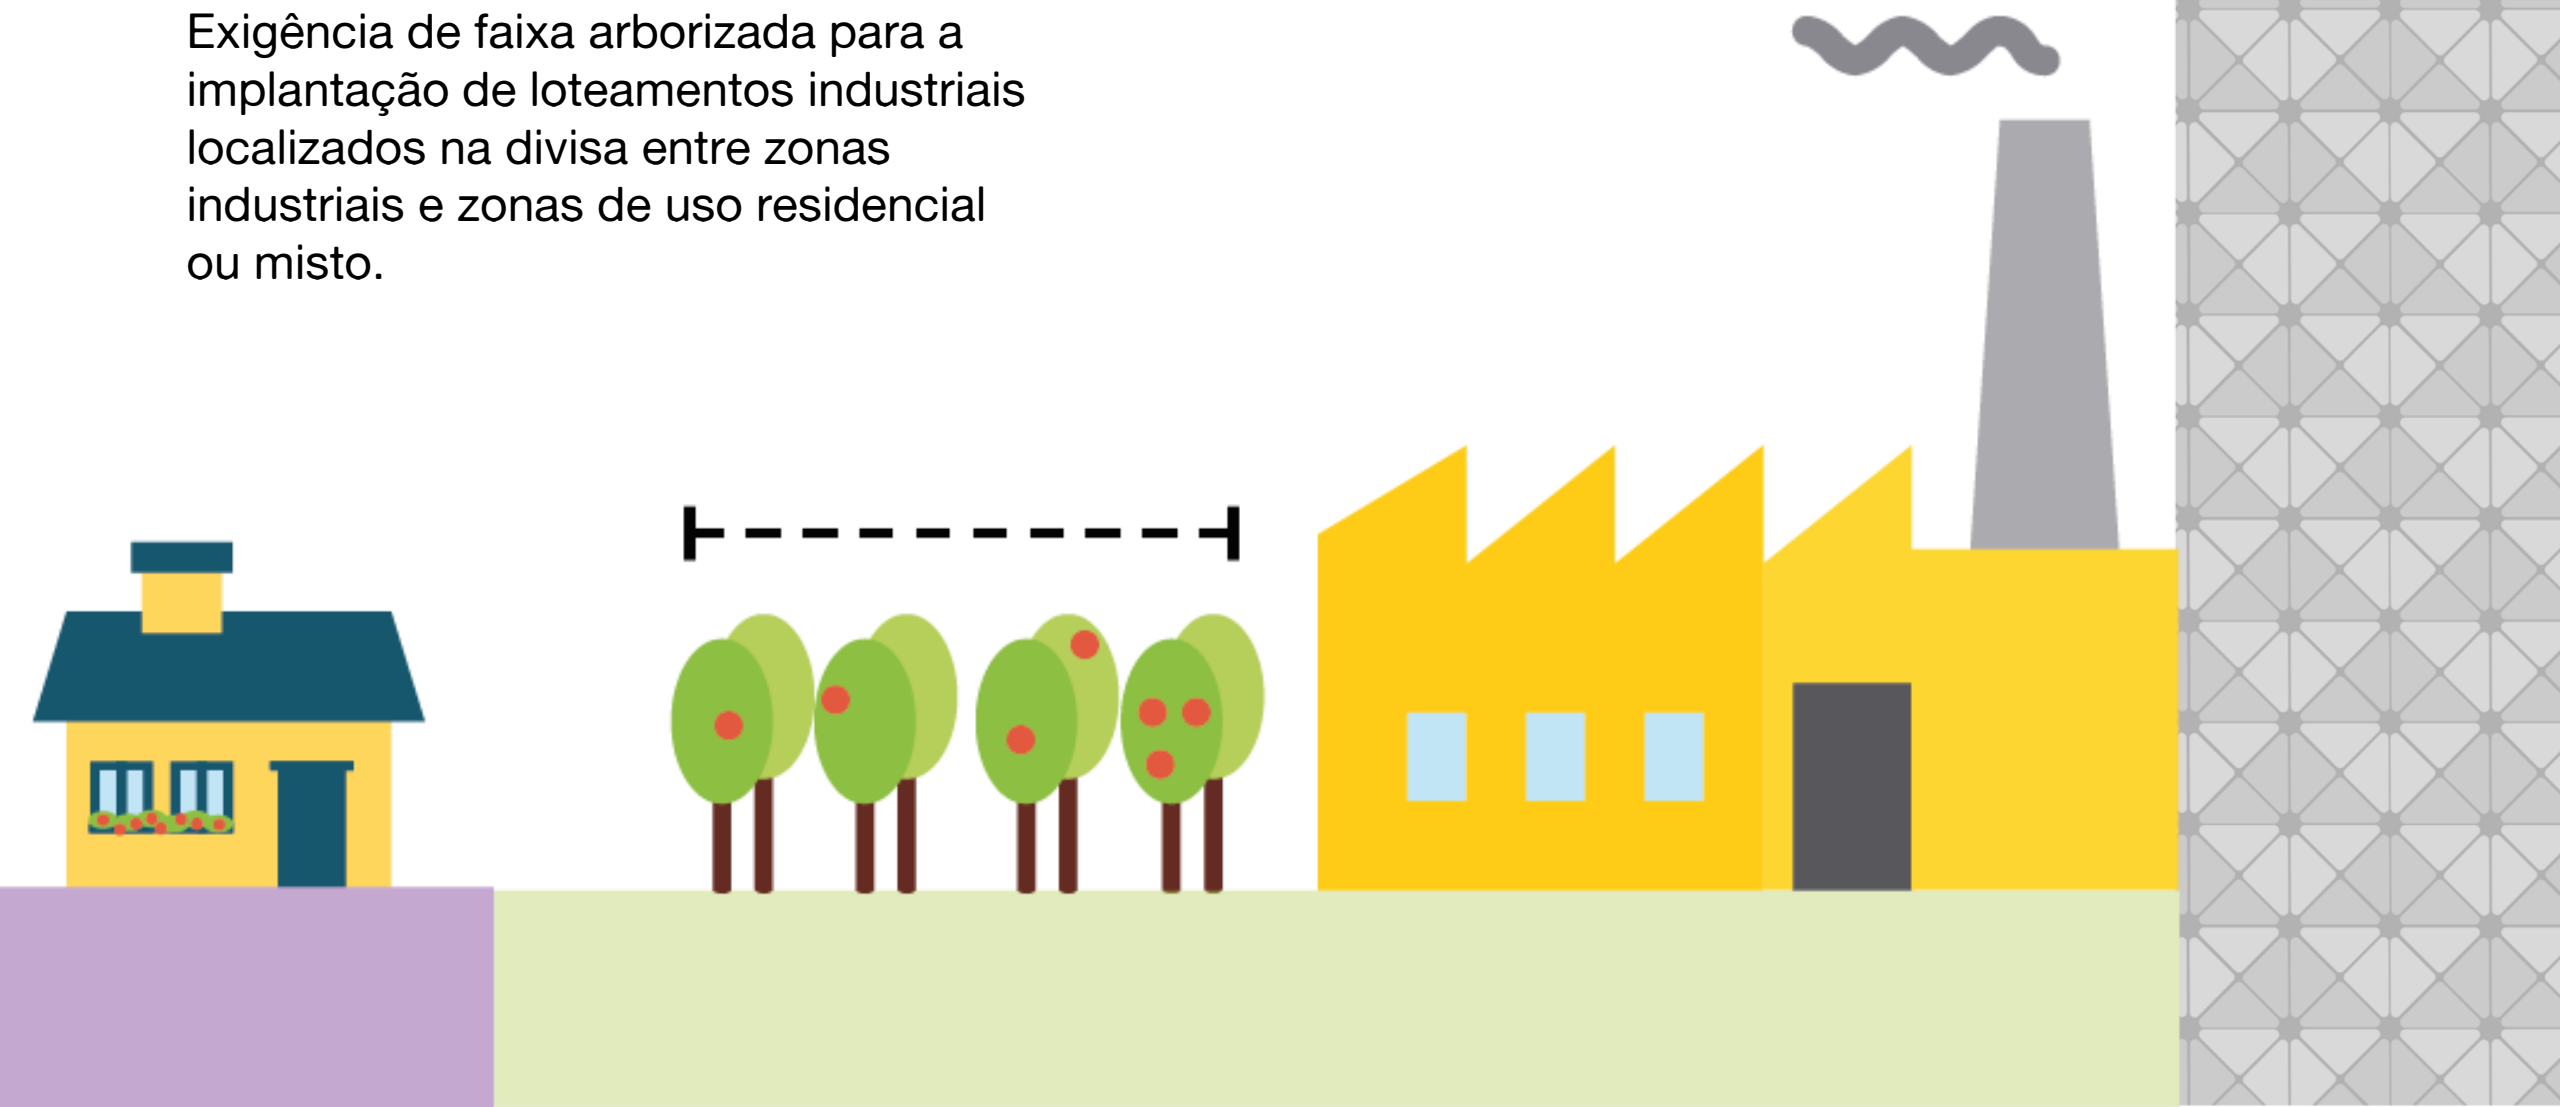 Exigência de faixa arborizada para a
implantação de loteamentos industriais
localizados na divisa entre zonas
industriais e zonas de uso residencial
ou misto.